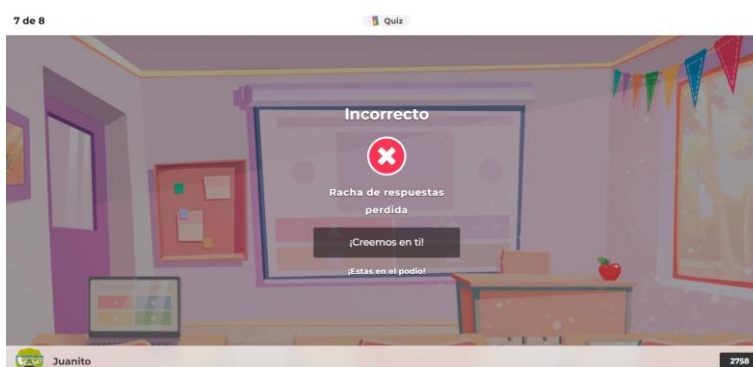 7 de 8
Quiz
Incorrecto
Racha de respuestas
perdida
¡Creemos en ti!
¡Estás en el podio!
Juanito
2758